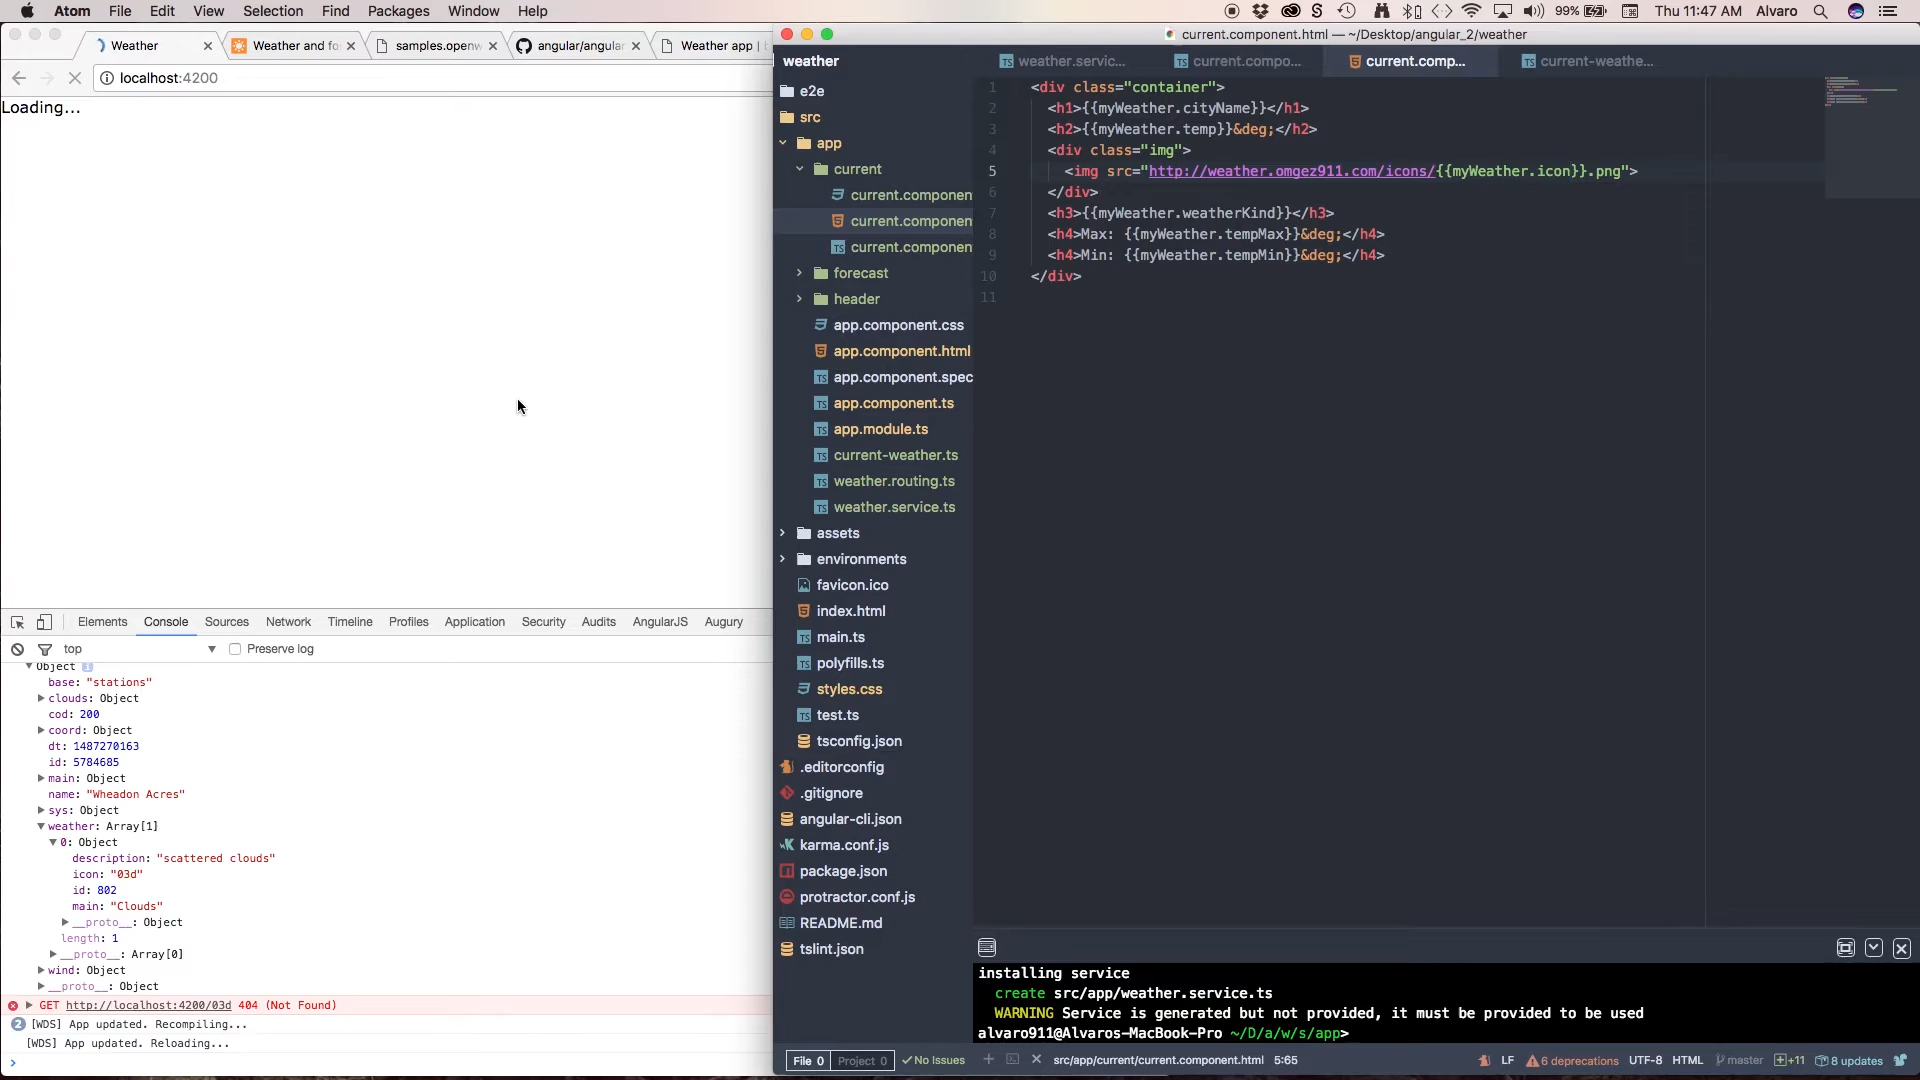 Atom File Edit View Selection Find Packages Window Help
99% Thu 11:47 AM Alvaro
Weather
Weather and fo
samples.openw
angular/angular
Weather app | b
localhost:4200
Loading...
Elements Console Sources Network Timeline Profiles Application Security Audits AngularJS Augury
top Preserve log
Object
base: "stations"
clouds: Object
cod: 200
coord: Object
dt: 1487270163
id: 5784685
main: Object
name: "Wheadon Acres"
sys: Object
weather: Array[1]
0: Object
description: "scattered clouds"
icon: "03d"
id: 802
main: "Clouds"
__proto__: Object
length: 1
__proto__: Array[0]
wind: Object
__proto__: Object
GET http://localhost:4200/03d 404 (Not Found)
2 [WDS] App updated. Recompiling...
[WDS] App updated. Reloading...
current.component.html — ~/Desktop/angular_2/weather
weather
e2e
src
app
current
current.componen
current.componen
current.componen
forecast
header
app.component.css
app.component.html
app.component.spec
app.component.ts
app.module.ts
current-weather.ts
weather.routing.ts
weather.service.ts
assets
environments
favicon.ico
index.html
main.ts
polyfills.ts
styles.css
test.ts
tsconfig.json
.editorconfig
.gitignore
angular-cli.json
karma.conf.js
package.json
protractor.conf.js
README.md
tslint.json
weather.servic...
current.compo...
current.comp...
current-weathe...
1 <div class="container">
2 <h1>{{myWeather.cityName}}</h1>
3 <h2>{{myWeather.temp}}&deg;</h2>
4 <div class="img">
5 <img src="http://weather.omgez911.com/icons/{{myWeather.icon}}.png">
6 </div>
7 <h3>{{myWeather.weatherKind}}</h3>
8 <h4>Max: {{myWeather.tempMax}}&deg;</h4>
9 <h4>Min: {{myWeather.tempMin}}&deg;</h4>
10 </div>
11
installing service
create src/app/weather.service.ts
WARNING Service is generated but not provided, it must be provided to be used
alvaro911@Alvaros-MacBook-Pro ~/D/a/w/s/app>
File 0 Project 0 No Issues src/app/current/current.component.html 5:65 LF 6 deprecations UTF-8 HTML master +11 8 updates